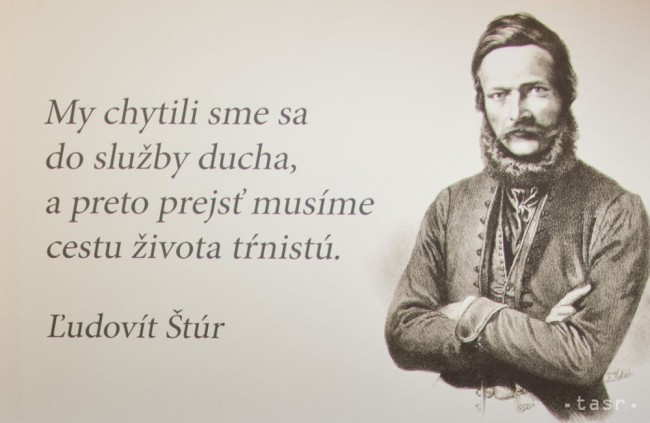 My chytili sme sa
do služby ducha,
a preto prejsť musíme
cestu života tŕnistú.
Ľudovít Štúr
·tasr·